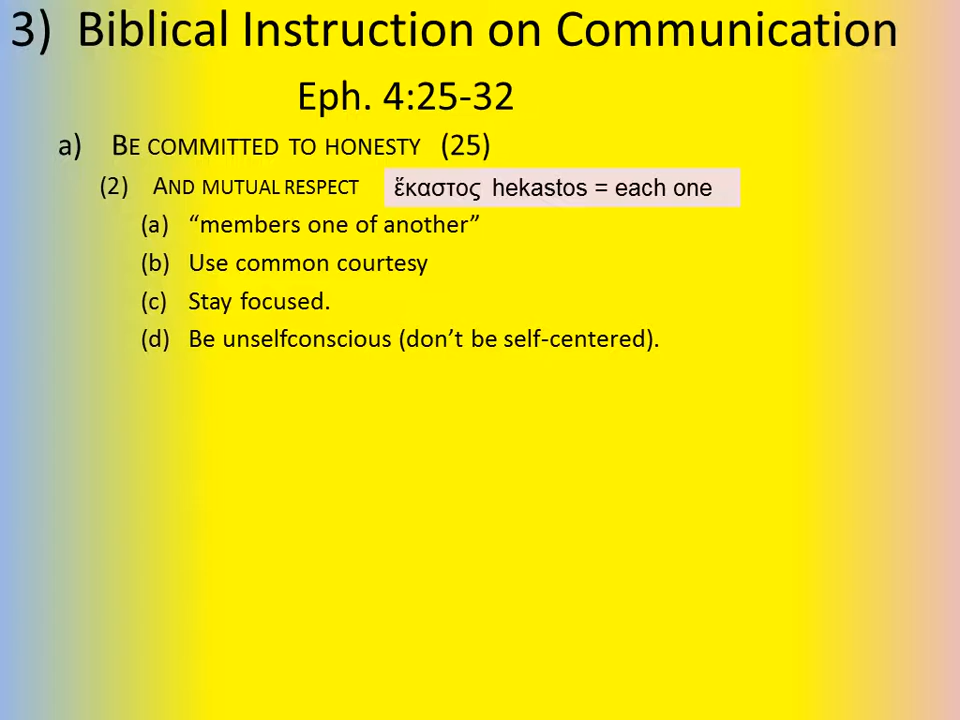 3) Biblical Instruction on Communication
Eph. 4:25-32
a) BE COMMITTED TO HONESTY (25)
(2) AND MUTUAL RESPECT ἕκαστος hekastos = each one
(a) “members one of another”
(b) Use common courtesy
(c) Stay focused.
(d) Be unselfconscious (don’t be self-centered).